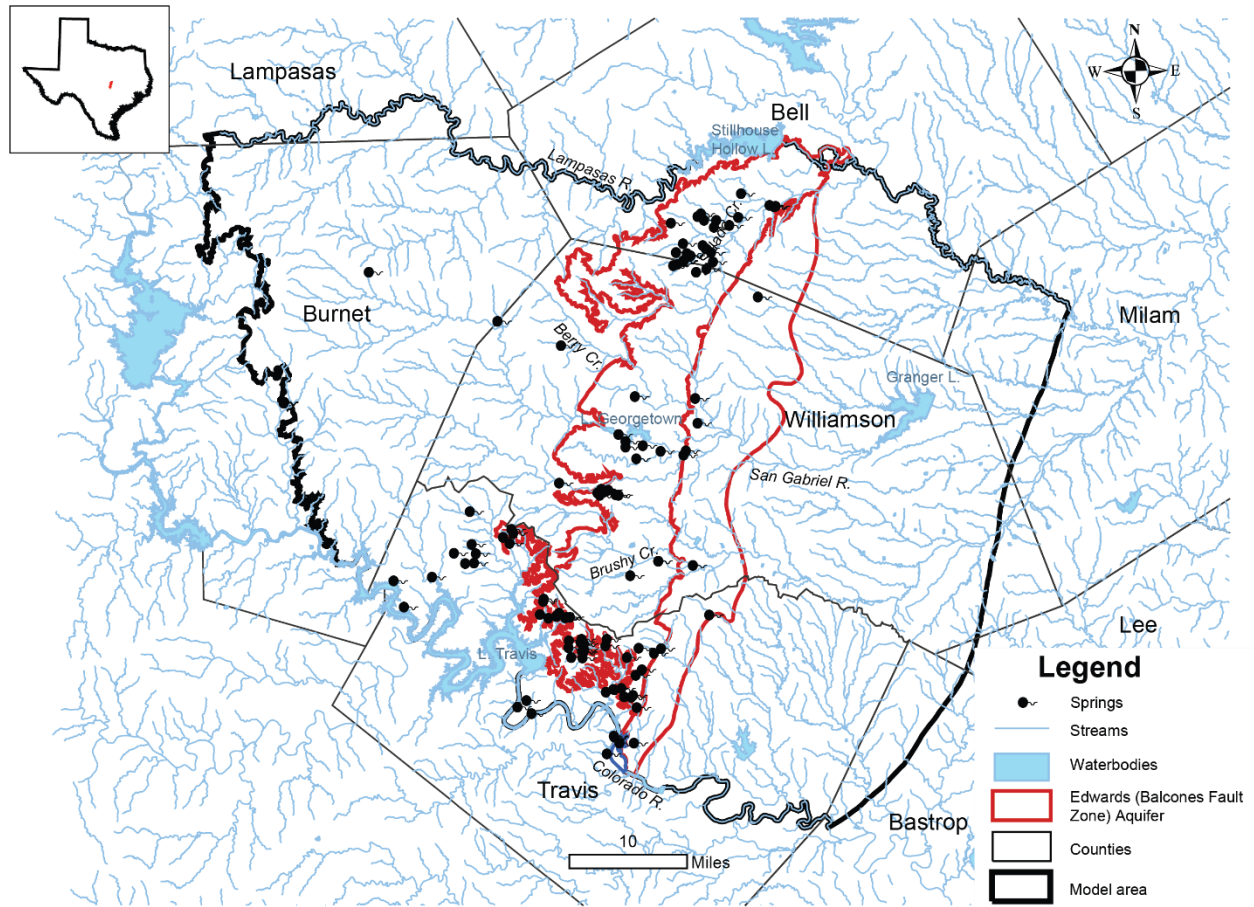 N
W
E
S
Lampasas
Bell
Stillhouse
Hollow L.
Lampasas R.
Burnet
Milam
Berry Cr.
Granger L.
Georgetown
Williamson
San Gabriel R.
Brushy Cr.
Lee
L. Travis
Travis
Colorado R.
Bastrop
10
Miles
Legend
Springs
Streams
Waterbodies
Edwards (Balcones Fault
Zone) Aquifer
Counties
Model area